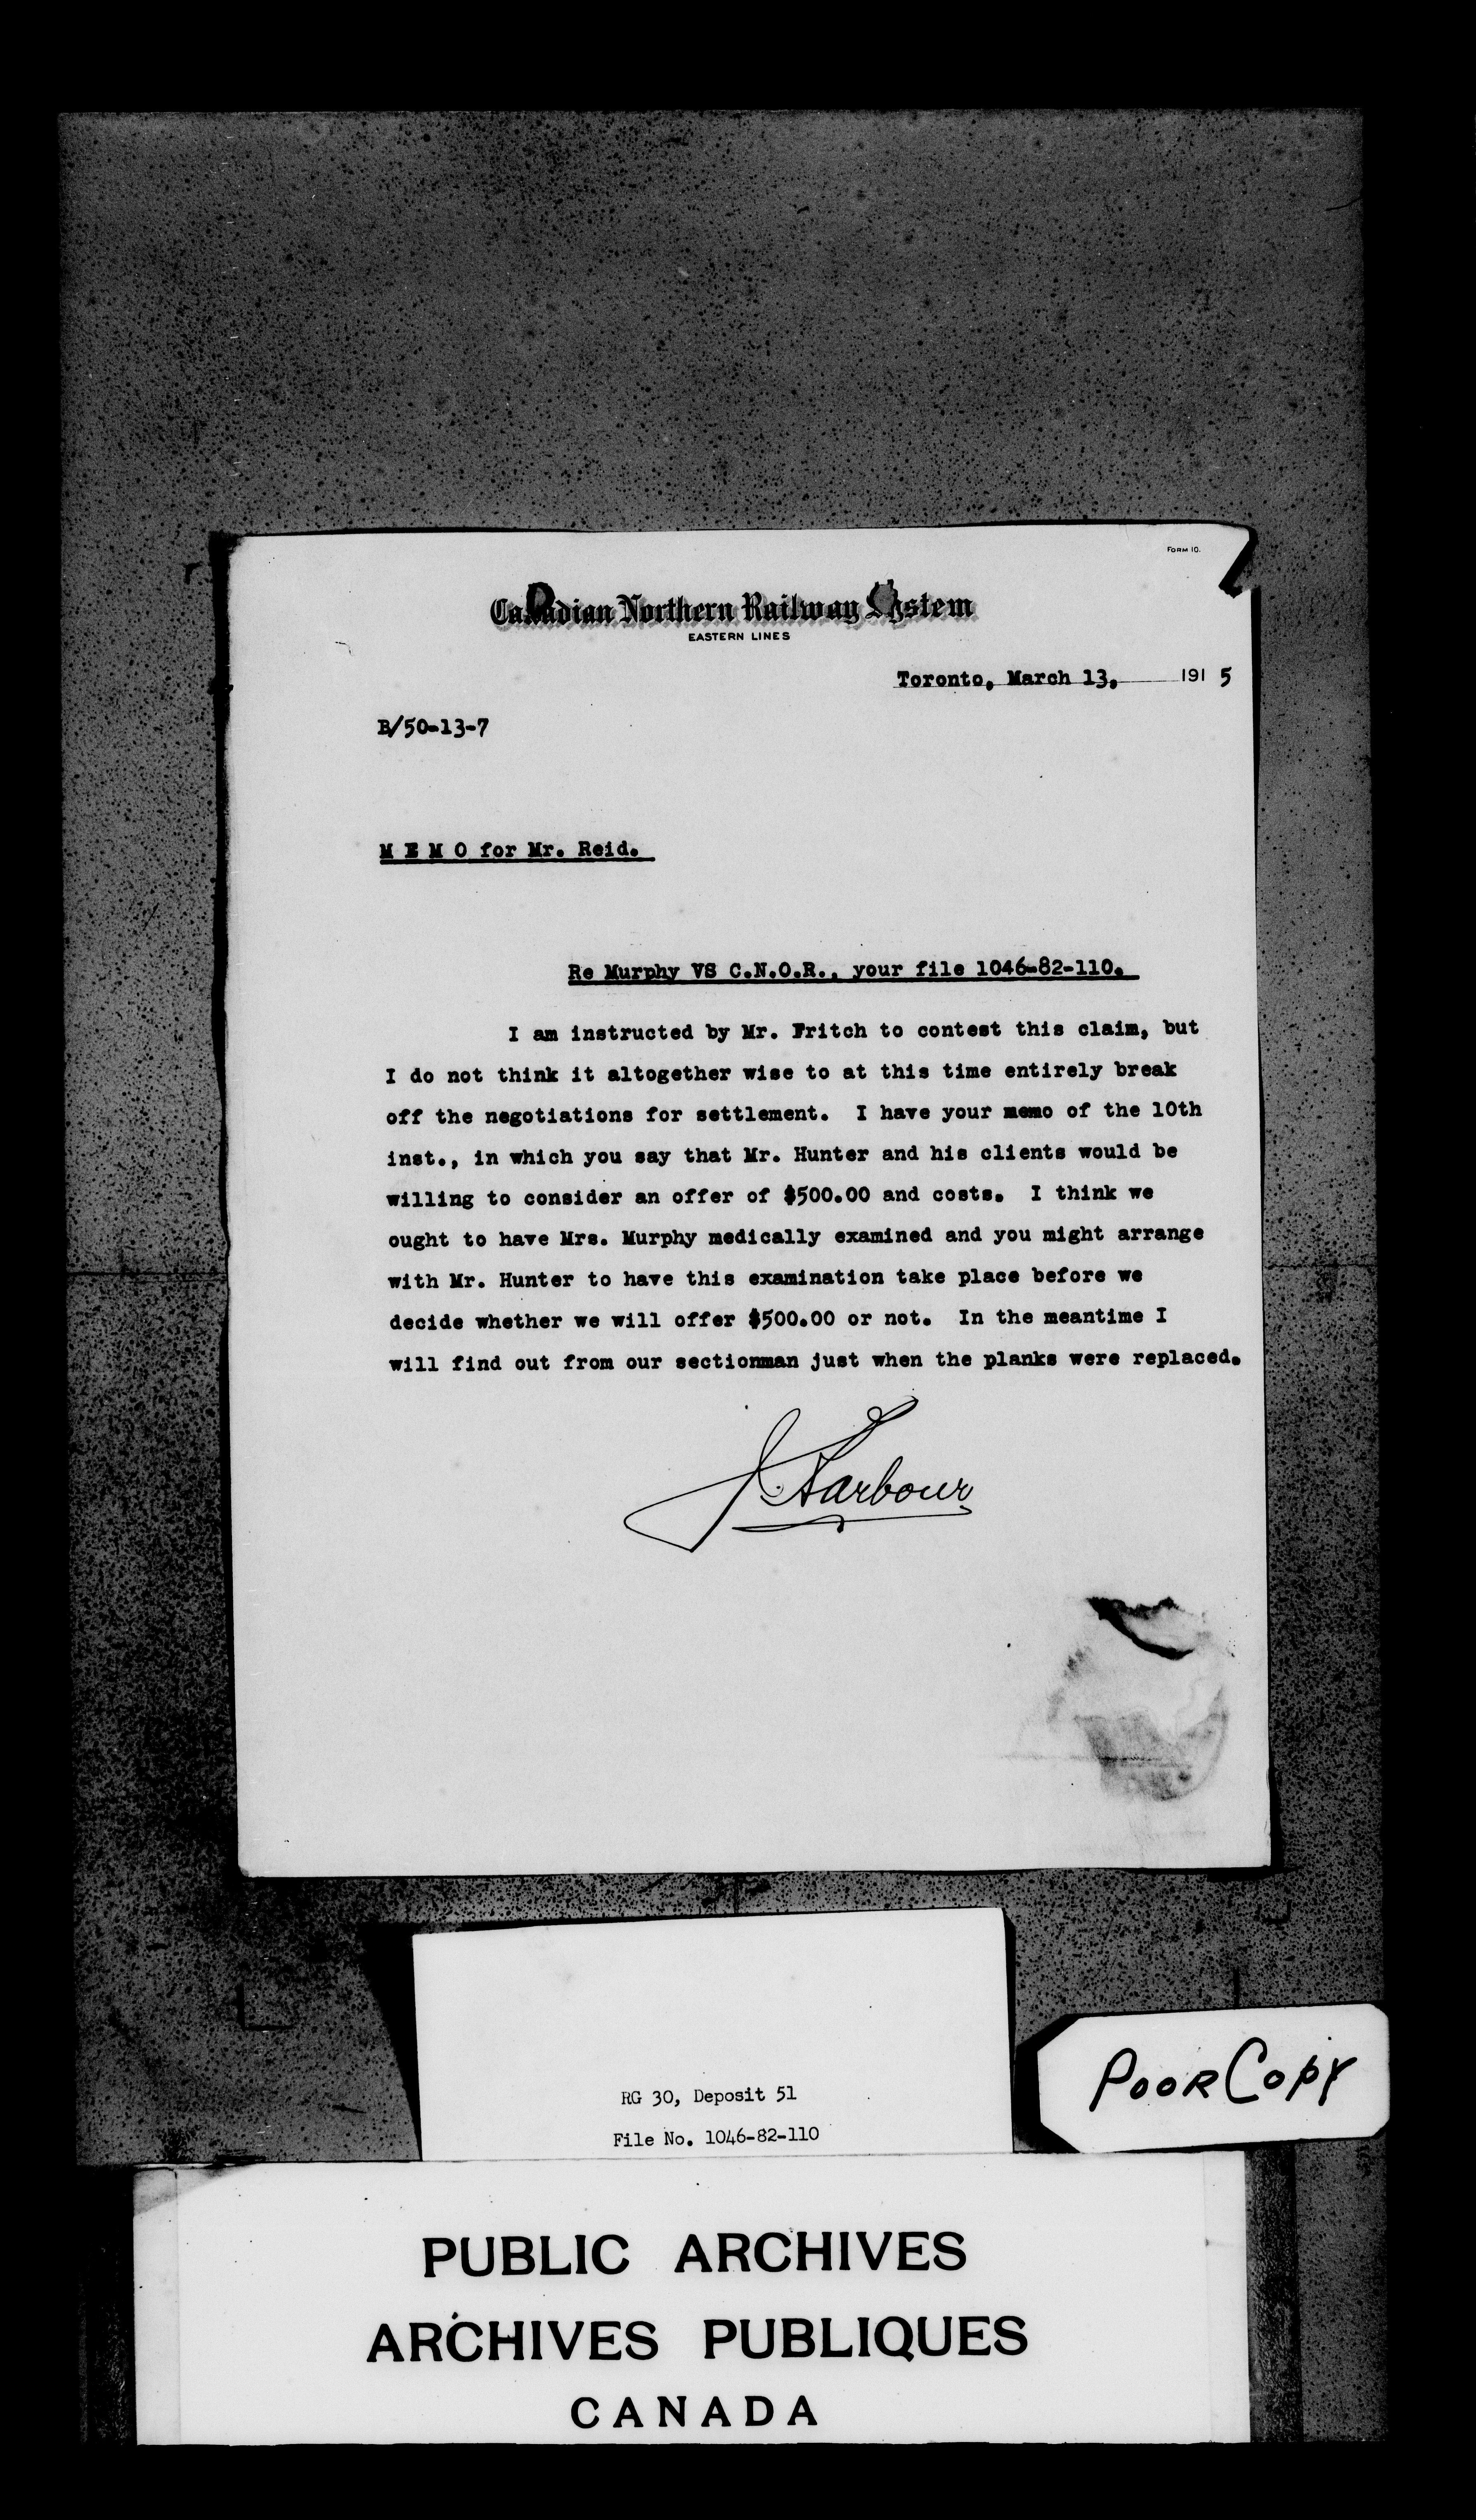 FORM 10.
Canadian Northern Railway System
EASTERN LINES
Toronto, March 13, 191 5
B/50-13-7
M E M O for Mr. Reid.
Re Murphy VS C.N.O.R., your file 1046-82-110.
I am instructed by Mr. Fritch to contest this claim, but
I do not think it altogether wise to at this time entirely break
off the negotiations for settlement. I have your memo of the 10th
inst., in which you say that Mr. Hunter and his clients would be
willing to consider an offer of $500.00 and costs. I think we
ought to have Mrs. Murphy medically examined and you might arrange
with Mr. Hunter to have this examination take place before we
decide whether we will offer $500.00 or not. In the meantime I
will find out from our sectionman just when the planks were replaced.
RG 30, Deposit 51
File No. 1046-82-110
POOR COPY
PUBLIC ARCHIVES
ARCHIVES PUBLIQUES
CANADA